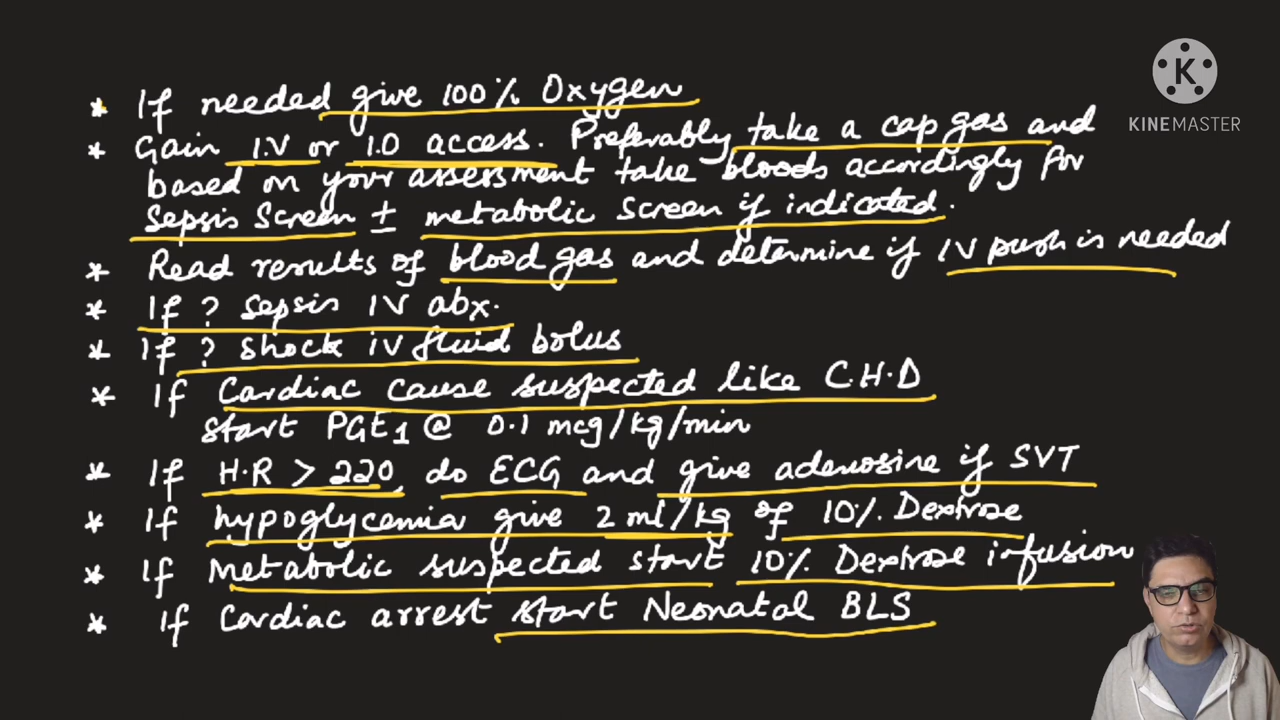 * If needed give 100% Oxygen
* Gain I.V or I.O access. Preferably take a cap gas and
based on your assessment take bloods accordingly for
Sepsis Screen ± metabolic screen if indicated.
* Read results of blood gas and determine if IV push is needed
* If ? sepsis IV abx.
* If ? shock iv fluid bolus
* If Cardiac cause suspected like C.H.D
start PGE1 @ 0.1 mcg/kg/min
* If H.R > 220, do ECG and give adenosine if SVT
* If hypoglycemia give 2 ml/kg of 10% Dextrose
* If Metabolic suspected start 10% Dextrose infusion
* If Cardiac arrest start Neonatal BLS
K
KINEMASTER